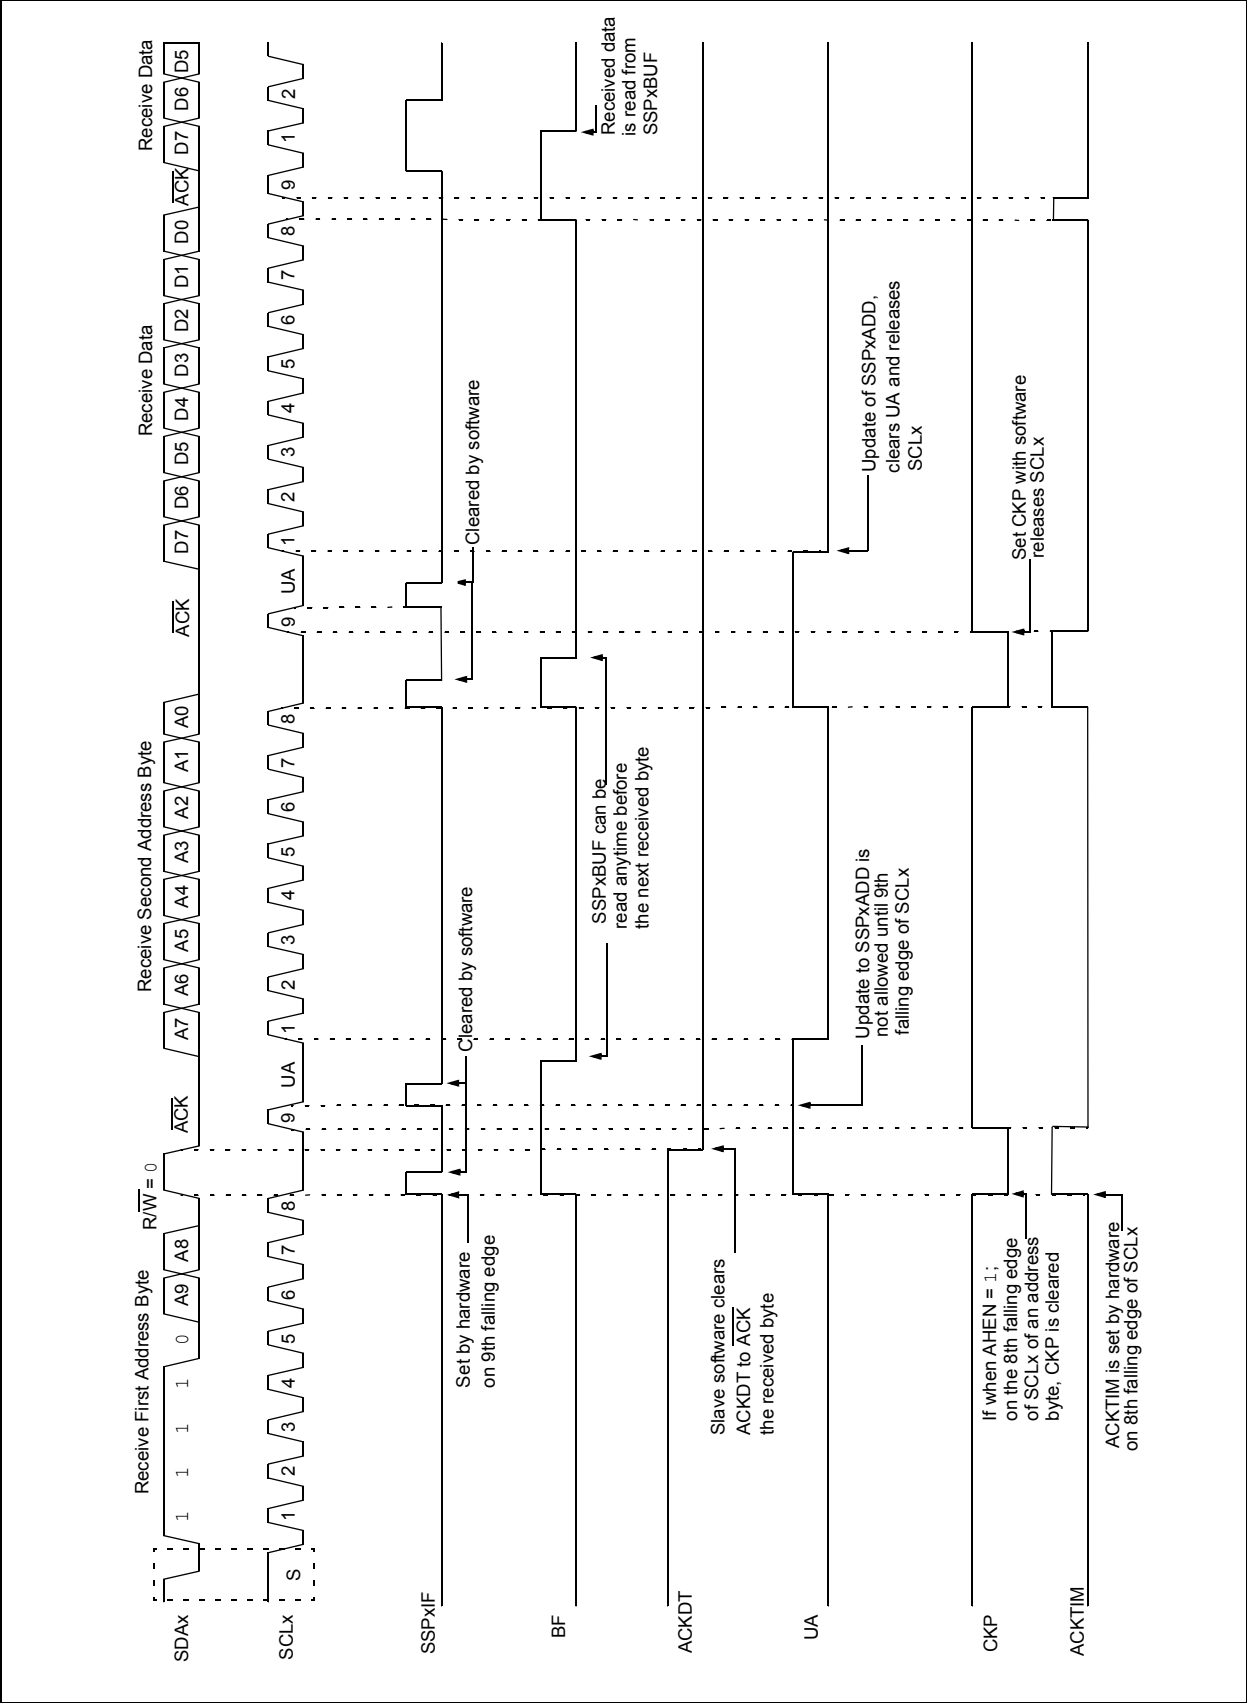 Receive First Address Byte
R/W = 0
Receive Second Address Byte
Receive Data
Receive Data
SDAx
1 1 1 1 0 A9 A8 ACK A7 A6 A5 A4 A3 A2 A1 A0 ACK D7 D6 D5 D4 D3 D2 D1 D0 ACK D7 D6 D5
SCLx
S 1 2 3 4 5 6 7 8 9 UA 1 2 3 4 5 6 7 8 9 UA 1 2 3 4 5 6 7 8 9 1 2
SSPxIF
Set by hardware
on 9th falling edge
Cleared by software
Cleared by software
BF
SSPxBUF can be
read anytime before
the next received byte
Received data
is read from
SSPxBUF
ACKDT
Slave software clears
ACKDT to ACK
the received byte
UA
Update to SSPxADD is
not allowed until 9th
falling edge of SCLx
Update of SSPxADD,
clears UA and releases
SCLx
CKP
If when AHEN = 1;
on the 8th falling edge
of SCLx of an address
byte, CKP is cleared
Set CKP with software
releases SCLx
ACKTIM
ACKTIM is set by hardware
on 8th falling edge of SCLx